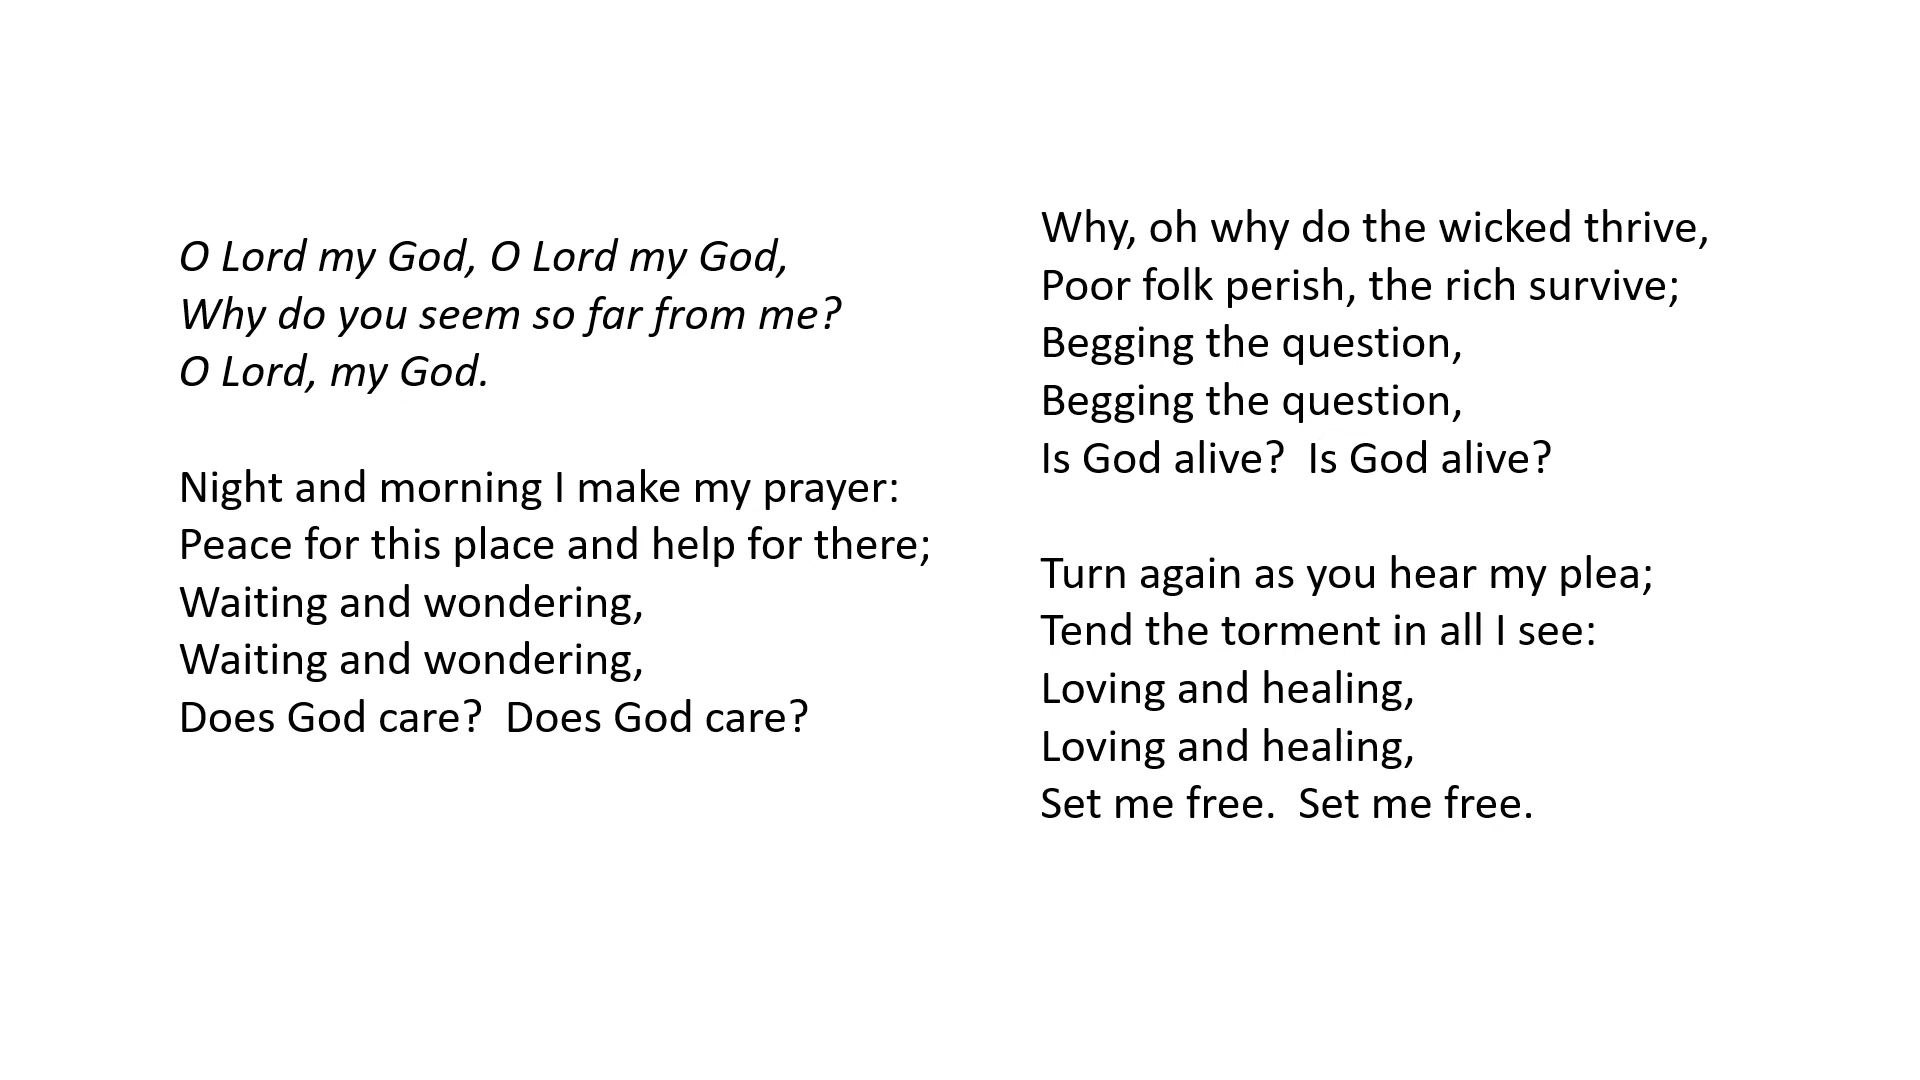 O Lord my God, O Lord my God,
Why do you seem so far from me?
O Lord, my God.
Night and morning I make my prayer:
Peace for this place and help for there;
Waiting and wondering,
Waiting and wondering,
Does God care?  Does God care?
Why, oh why do the wicked thrive,
Poor folk perish, the rich survive;
Begging the question,
Begging the question,
Is God alive?  Is God alive?
Turn again as you hear my plea;
Tend the torment in all I see:
Loving and healing,
Loving and healing,
Set me free.  Set me free.